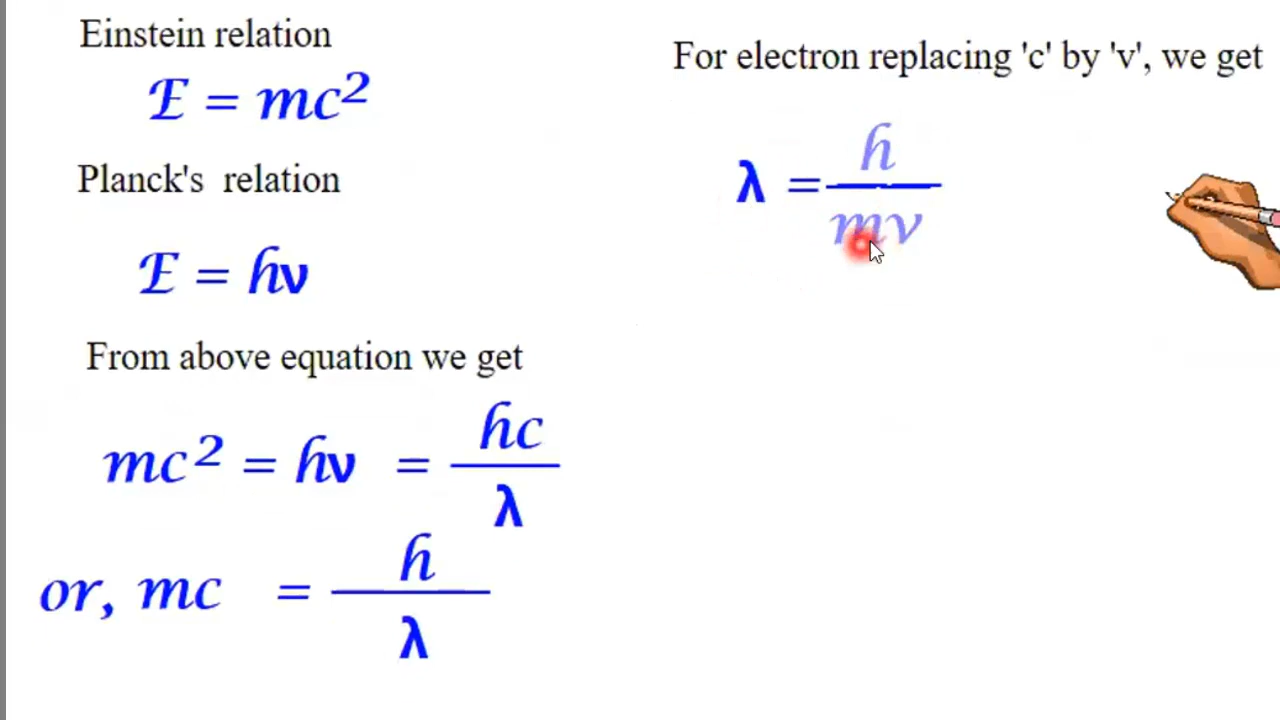 Einstein relation
E = mc²
Planck's relation
E = hν
From above equation we get
mc² = hν = hc/λ
or, mc = h/λ
For electron replacing 'c' by 'v', we get
λ = h/mv